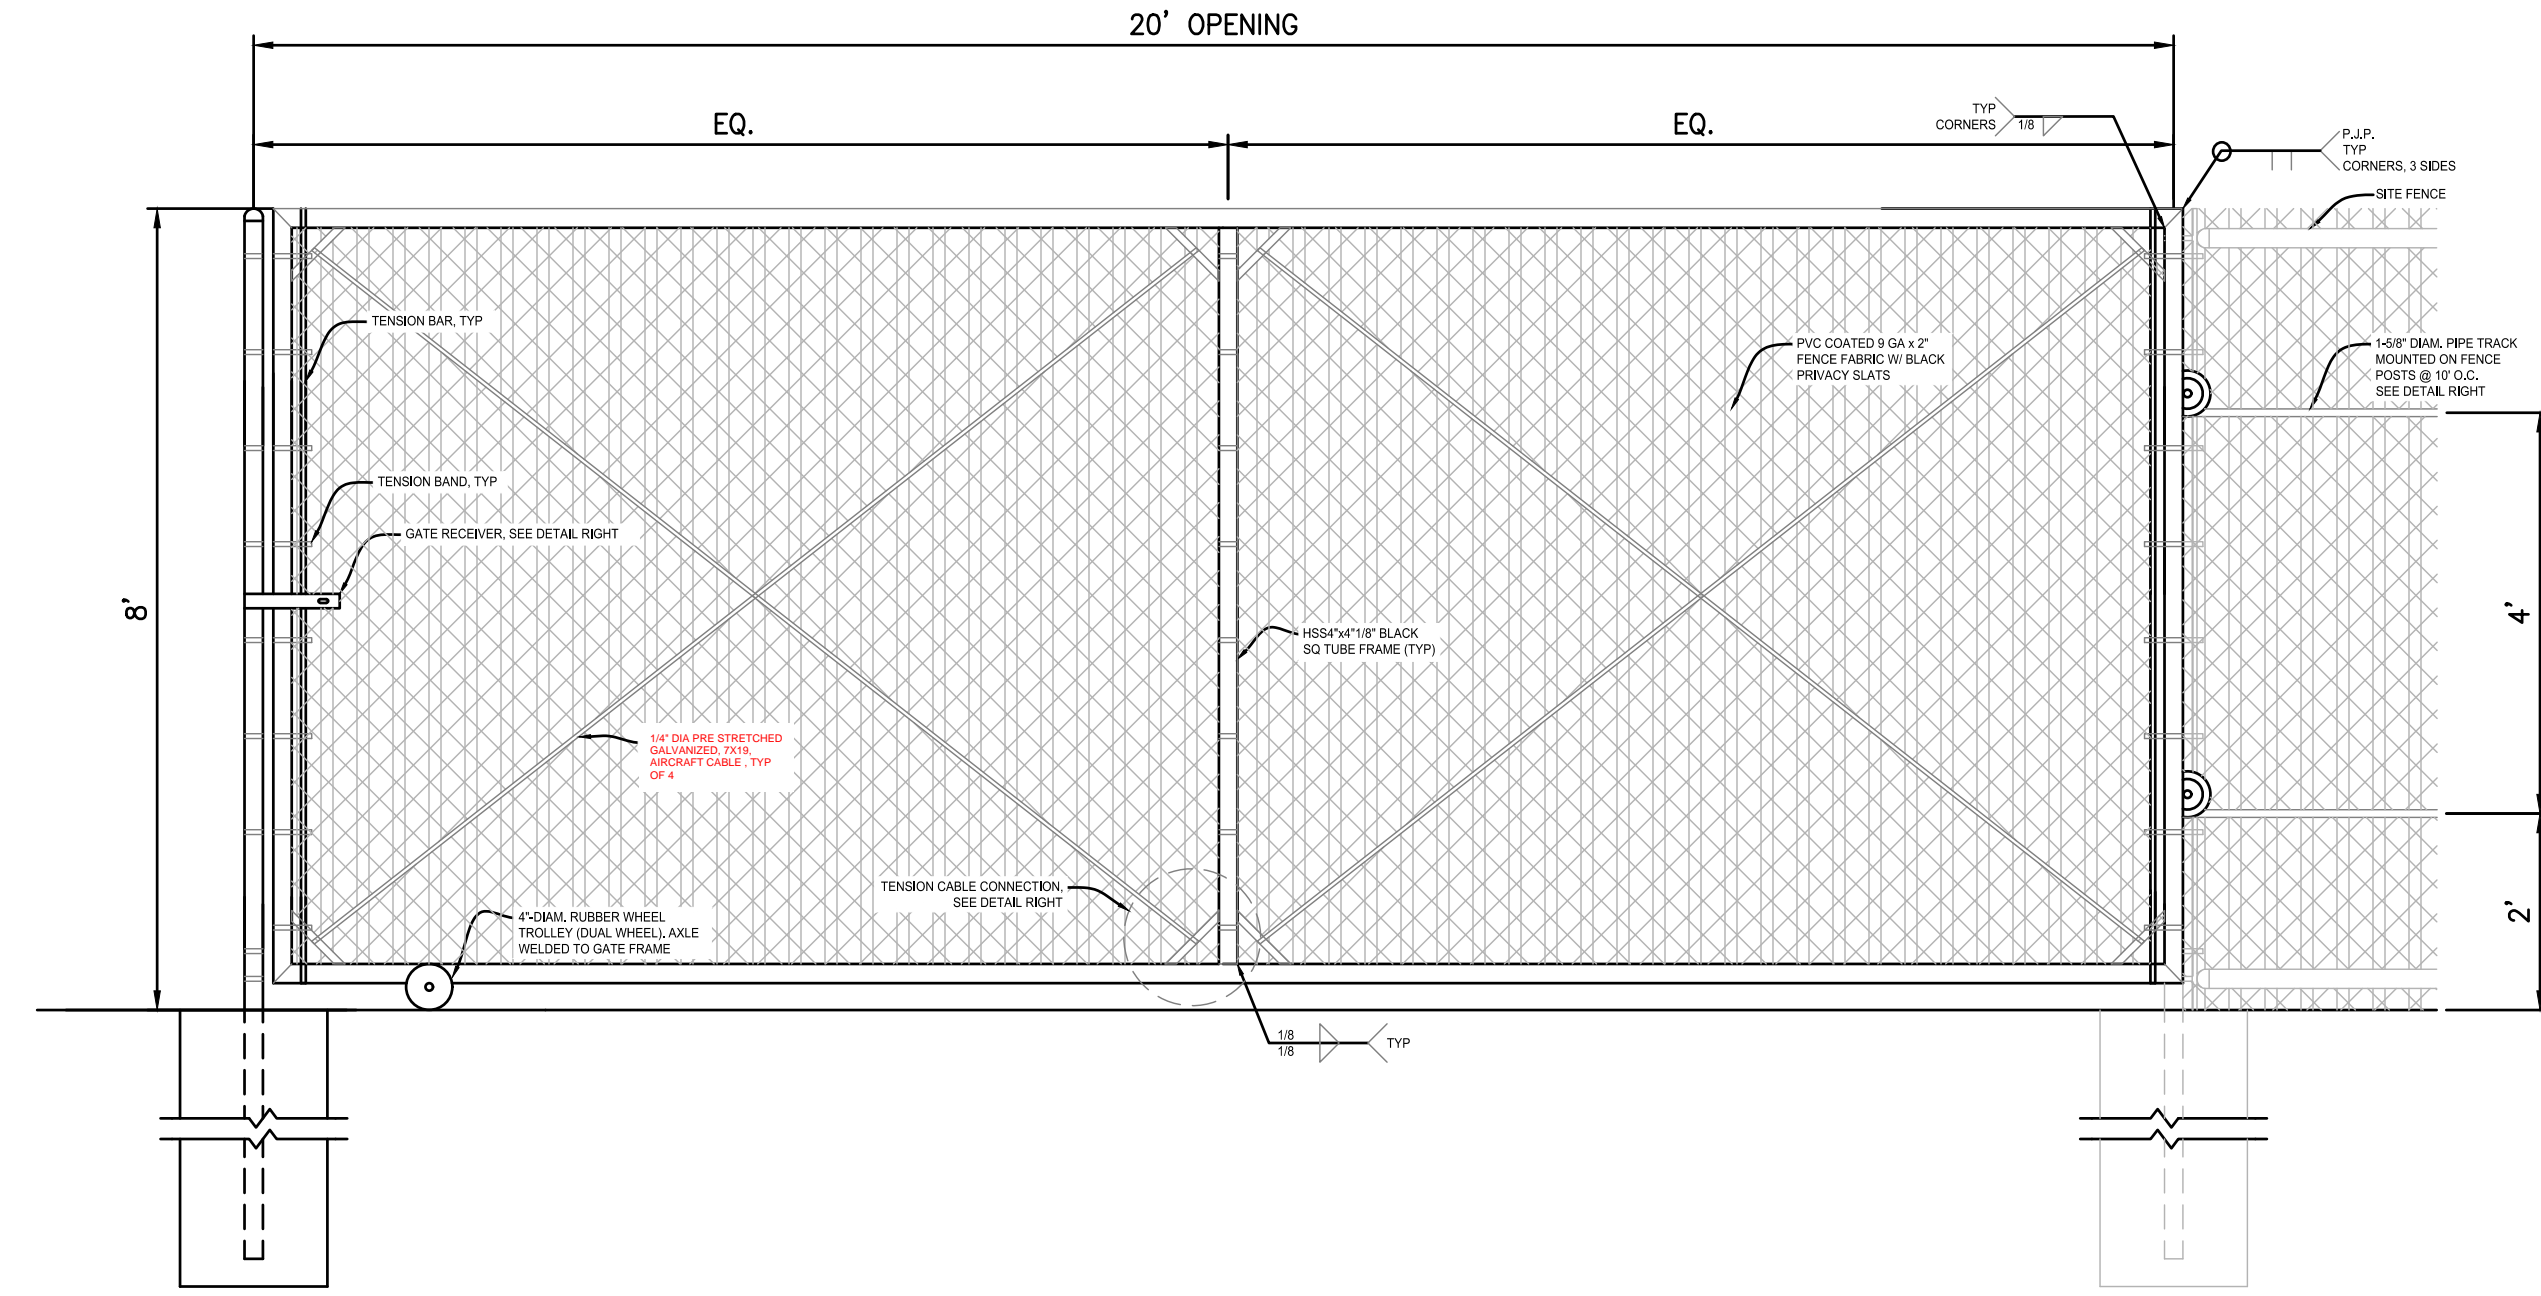 20' OPENING
EQ.
EQ.
TYP
CORNERS
1/8
P.J.P.
TYP
CORNERS, 3 SIDES
SITE FENCE
TENSION BAR, TYP
PVC COATED 9 GA x 2"
FENCE FABRIC W/ BLACK
PRIVACY SLATS
1-5/8" DIAM. PIPE TRACK
MOUNTED ON FENCE
POSTS @ 10' O.C.
SEE DETAIL RIGHT
TENSION BAND, TYP
GATE RECEIVER, SEE DETAIL RIGHT
8'
4'
HSS4"x4"1/8" BLACK
SQ TUBE FRAME (TYP)
1/4" DIA PRE STRETCHED
GALVANIZED, 7X19,
AIRCRAFT CABLE , TYP
OF 4
TENSION CABLE CONNECTION,
SEE DETAIL RIGHT
4"-DIAM. RUBBER WHEEL
TROLLEY (DUAL WHEEL). AXLE
WELDED TO GATE FRAME
2'
1/8
1/8
TYP